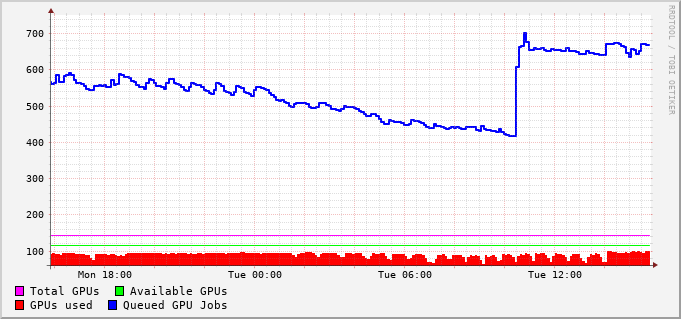 700
600
500
400
300
200
100
Mon 18:00 Tue 00:00 Tue 06:00 Tue 12:00
Total GPUs Available GPUs
GPUs used Queued GPU Jobs
RRDTOOL / TOBI OETIKER